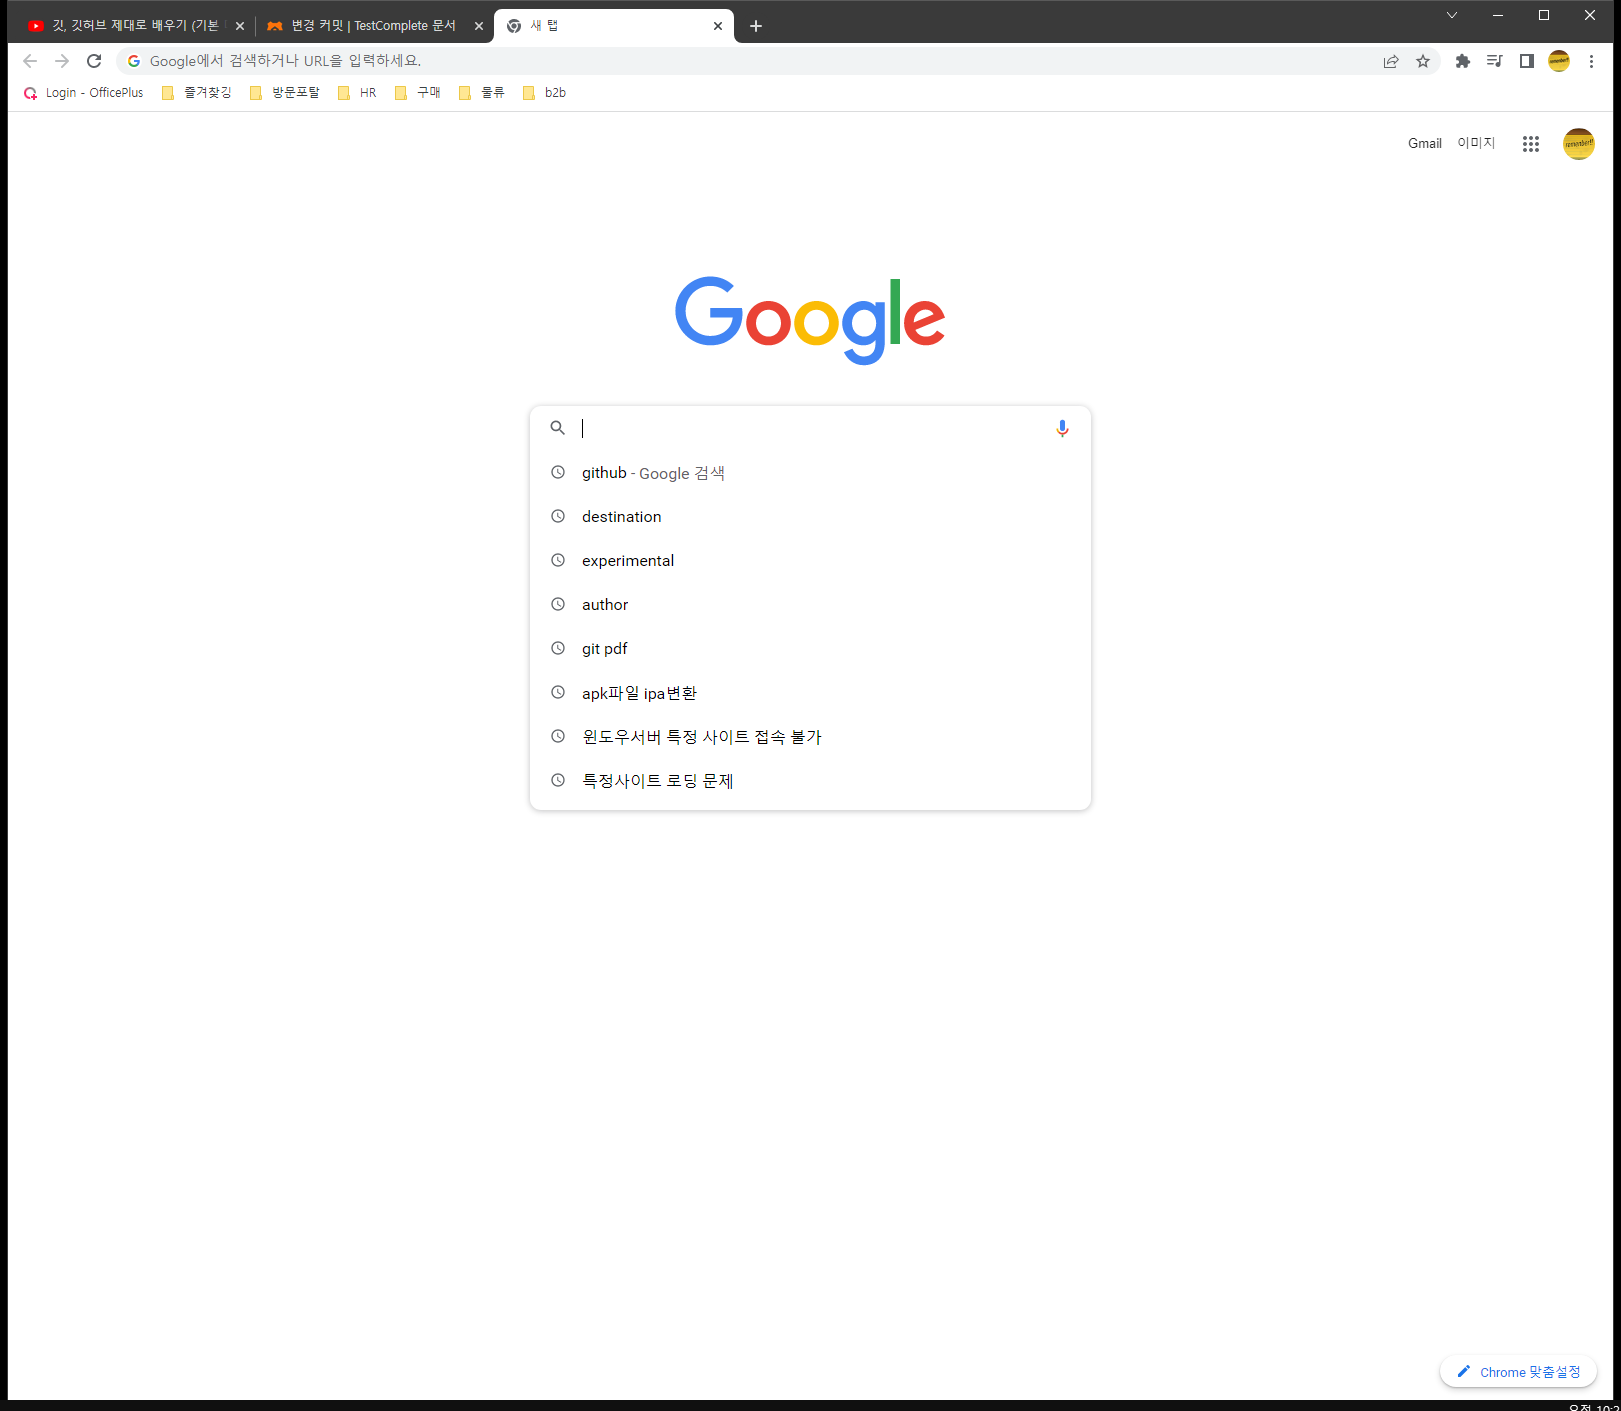 깃, 깃허브 제대로 배우기 (기본
변경 커밋 | TestComplete 문서
새 탭
Google에서 검색하거나 URL을 입력하세요.
Login - OfficePlus
즐겨찾깅
방문포탈
HR
구매
물류
b2b
Gmail
이미지
remember!!
Google
github - Google 검색
destination
experimental
author
git pdf
apk파일 ipa변환
윈도우서버 특정 사이트 접속 불가
특정사이트 로딩 문제
Chrome 맞춤설정